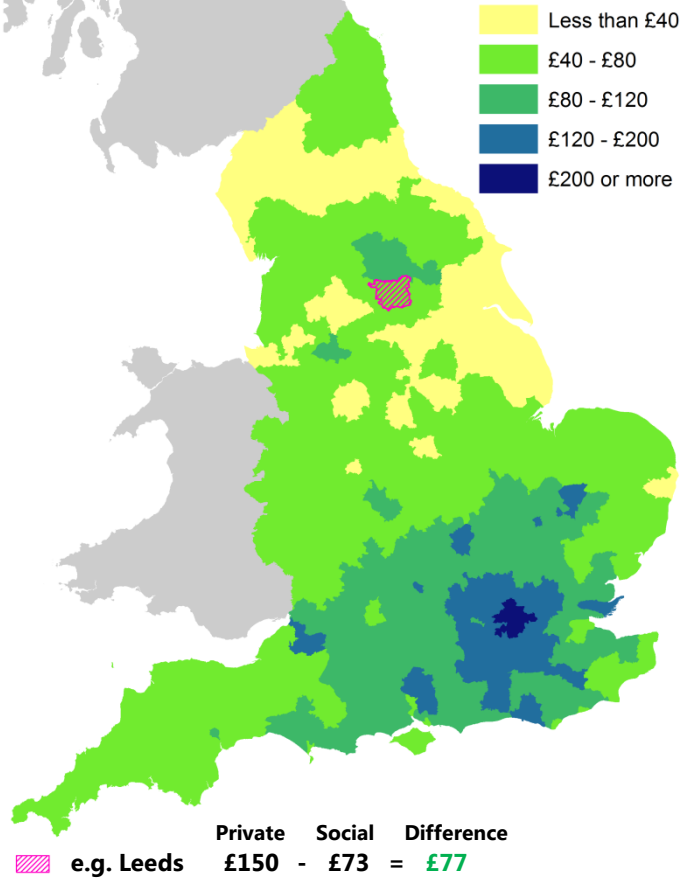 Less than £40
£40 - £80
£80 - £120
£120 - £200
£200 or more
Private Social Difference
e.g. Leeds £150 - £73 = £77